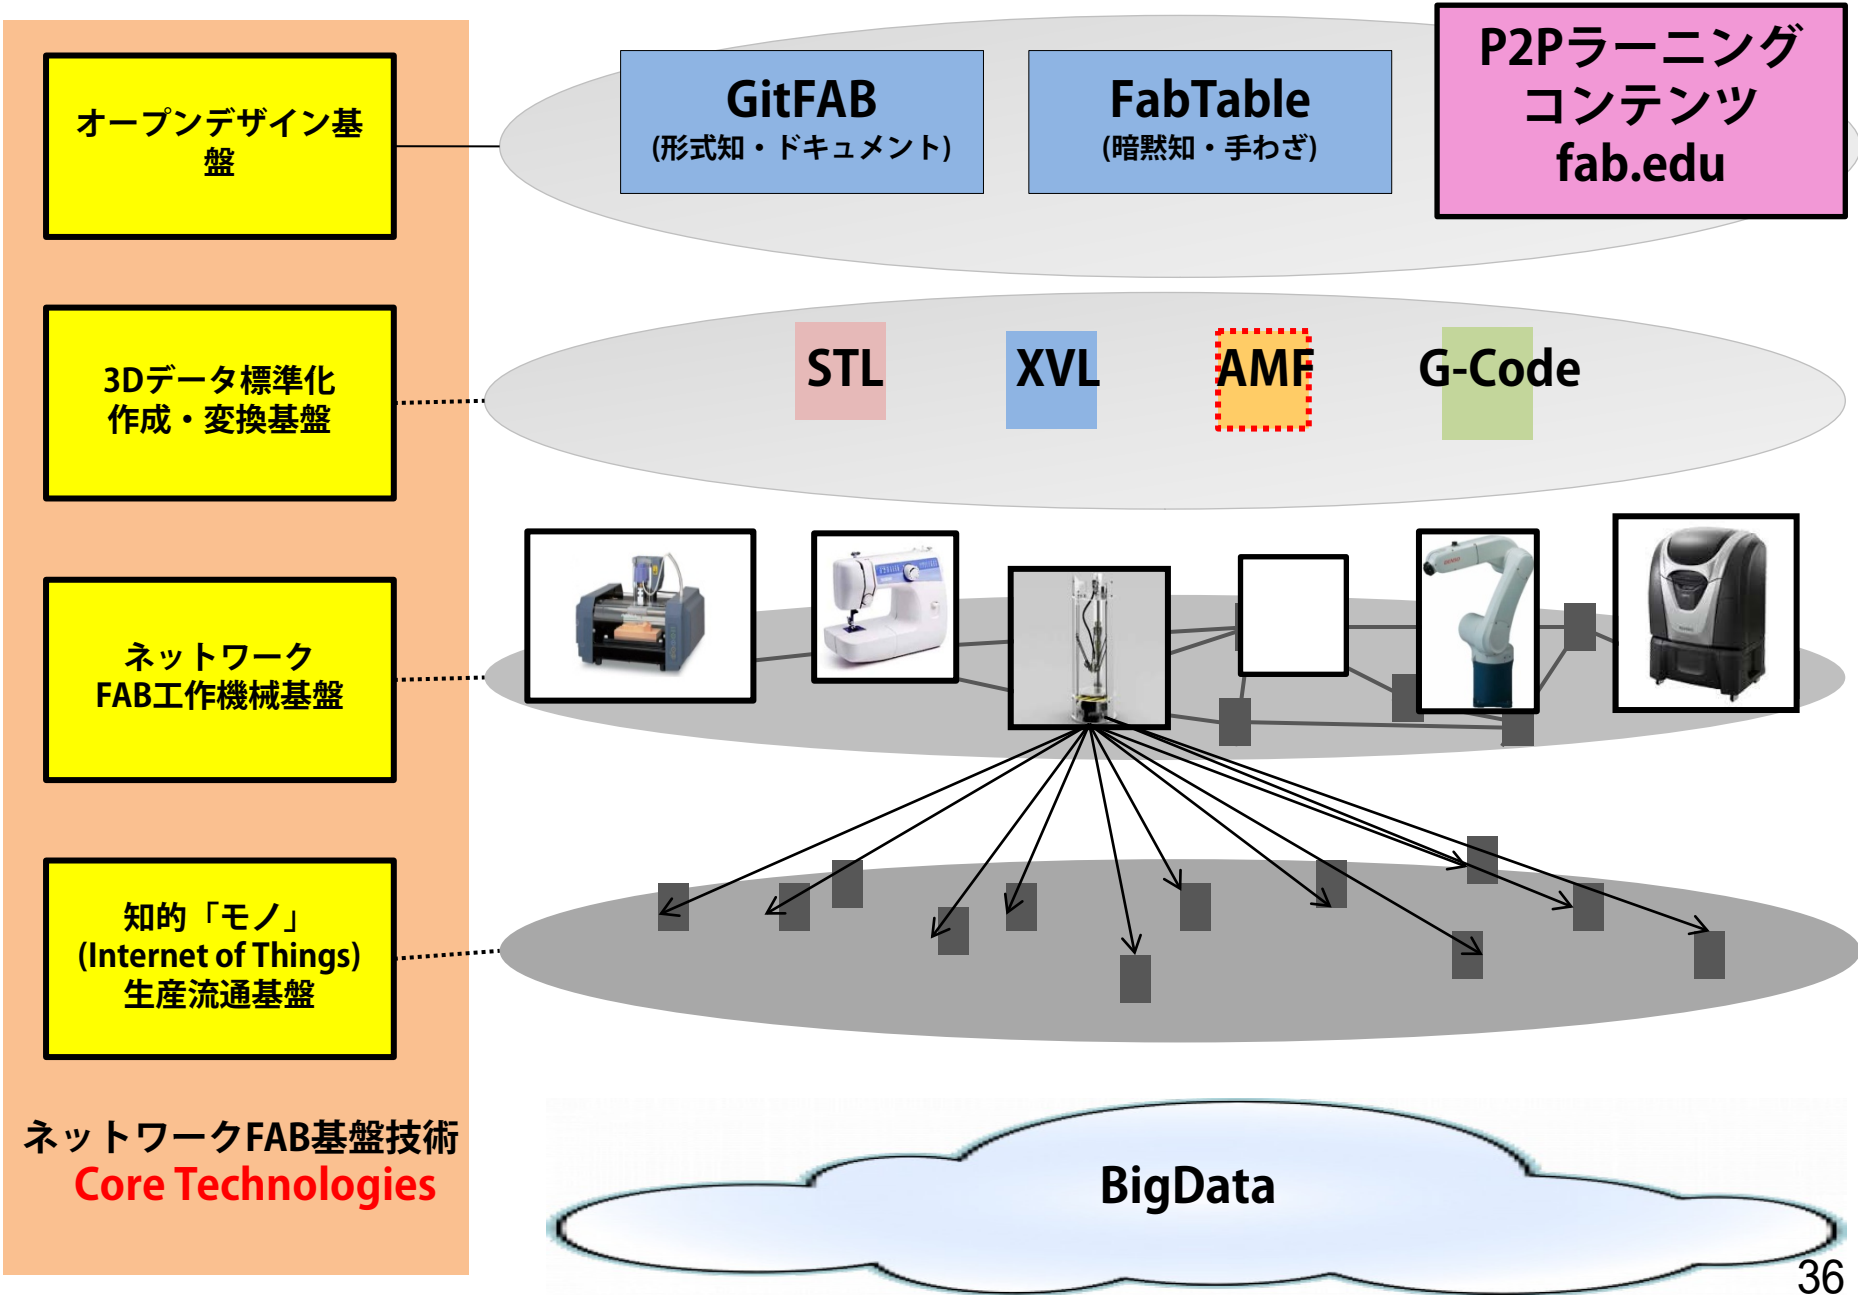 オープンデザイン基
盤
GitFAB
(形式知・ドキュメント)
FabTable
(暗黙知・手わざ)
P2Pラーニング
コンテンツ
fab.edu
3Dデータ標準化
作成・変換基盤
STL
XVL
AMF
G-Code
ネットワーク
FAB工作機械基盤
知的「モノ」
(Internet of Things)
生産流通基盤
ネットワークFAB基盤技術
Core Technologies
BigData
36